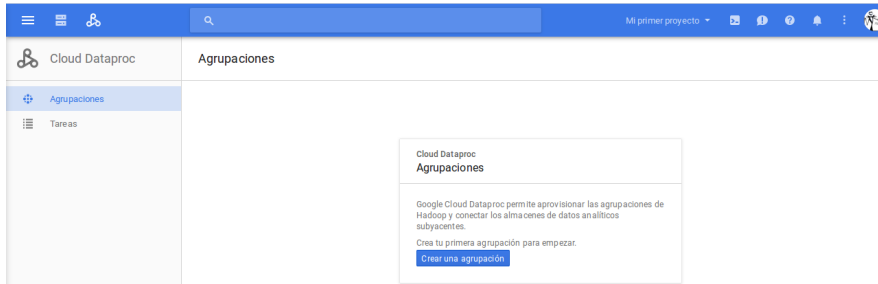 Mi primer proyecto
Cloud Dataproc
Agrupaciones
Agrupaciones
Tareas
Cloud Dataproc
Agrupaciones
Google Cloud Dataproc permite aprovisionar las agrupaciones de
Hadoop y conectar los almacenes de datos analíticos
subyacentes.
Crea tu primera agrupación para empezar.
Crear una agrupación